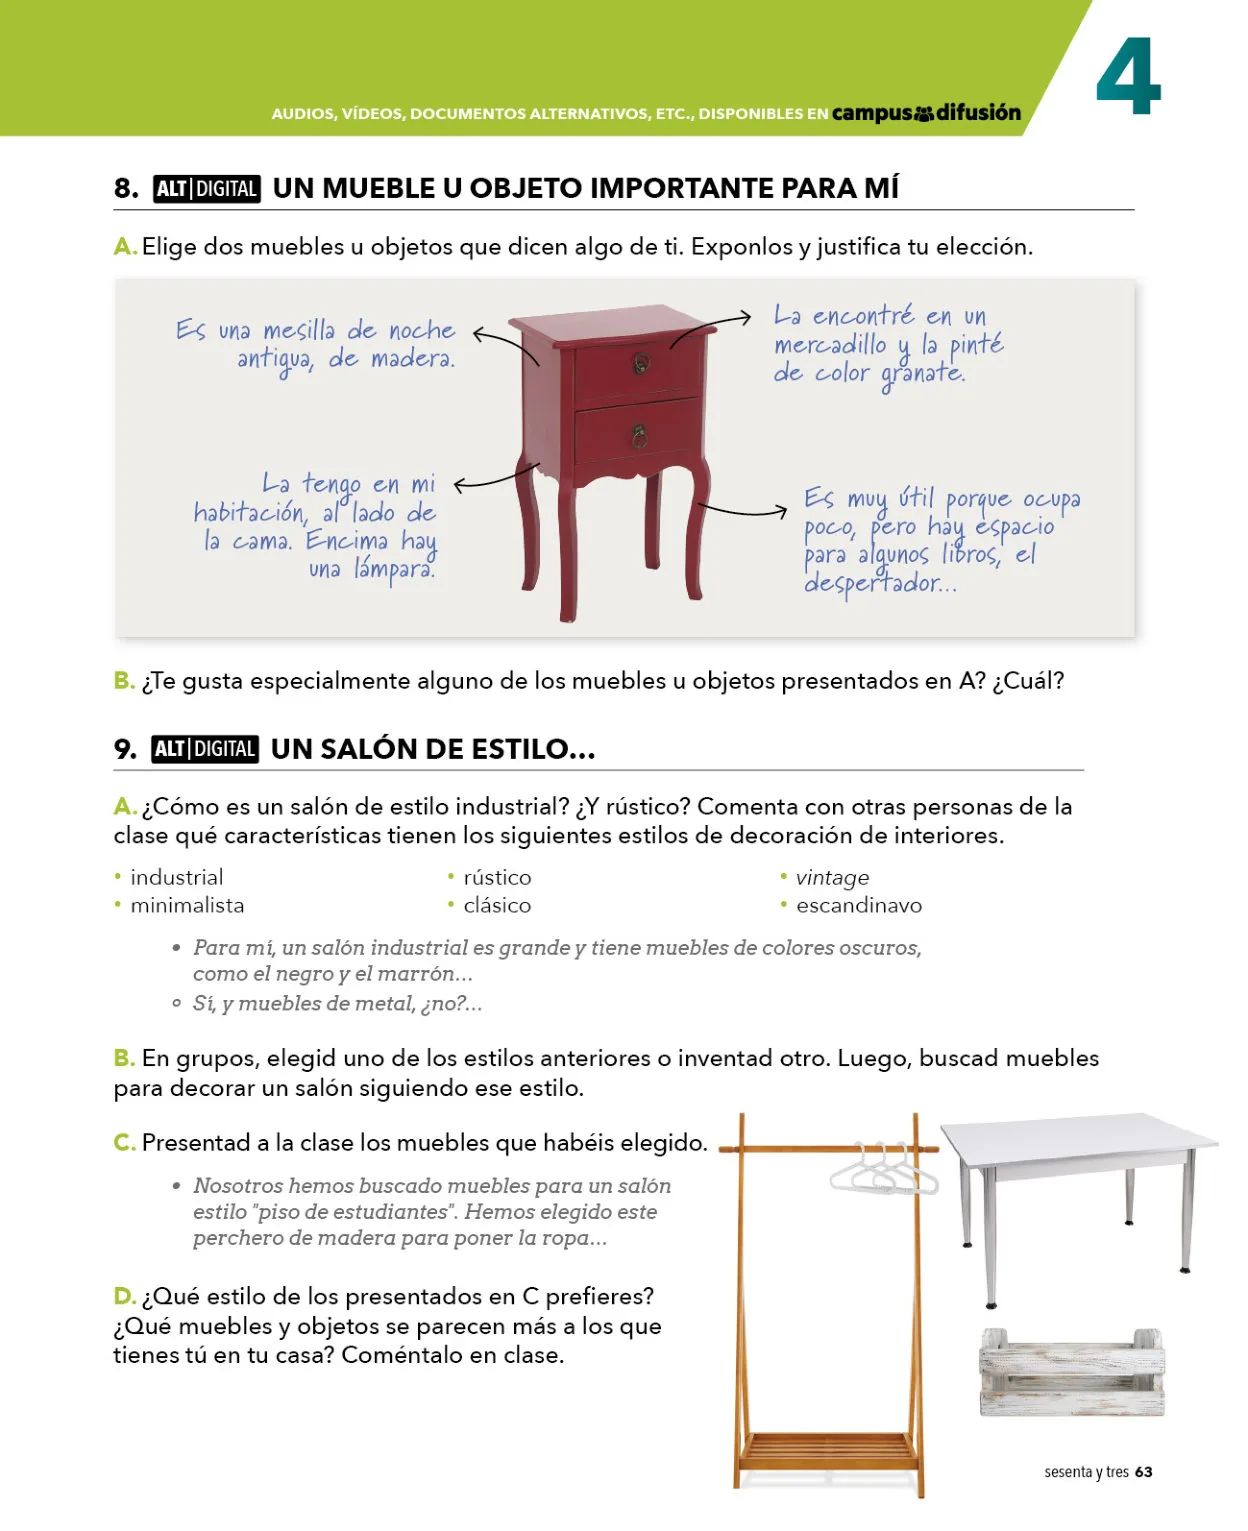 4
AUDIOS, VÍDEOS, DOCUMENTOS ALTERNATIVOS, ETC., DISPONIBLES EN campus difusión
8. ALT|DIGITAL UN MUEBLE U OBJETO IMPORTANTE PARA MÍ
A. Elige dos muebles u objetos que dicen algo de ti. Exponlos y justifica tu elección.
Es una mesilla de noche
antigua, de madera.
La encontré en un
mercadillo y la pinté
de color granate.
La tengo en mi
habitación, al lado de
la cama. Encima hay
una lámpara.
Es muy útil porque ocupa
poco, pero hay espacio
para algunos libros, el
despertador...
B. ¿Te gusta especialmente alguno de los muebles u objetos presentados en A? ¿Cuál?
9. ALT|DIGITAL UN SALÓN DE ESTILO...
A. ¿Cómo es un salón de estilo industrial? ¿Y rústico? Comenta con otras personas de la
clase qué características tienen los siguientes estilos de decoración de interiores.
• industrial • rústico • vintage
• minimalista • clásico • escandinavo
• Para mí, un salón industrial es grande y tiene muebles de colores oscuros,
como el negro y el marrón...
○ Sí, y muebles de metal, ¿no?...
B. En grupos, elegid uno de los estilos anteriores o inventad otro. Luego, buscad muebles
para decorar un salón siguiendo ese estilo.
C. Presentad a la clase los muebles que habéis elegido.
• Nosotros hemos buscado muebles para un salón
estilo "piso de estudiantes". Hemos elegido este
perchero de madera para poner la ropa...
D. ¿Qué estilo de los presentados en C prefieres?
¿Qué muebles y objetos se parecen más a los que
tienes tú en tu casa? Coméntalo en clase.
sesenta y tres 63